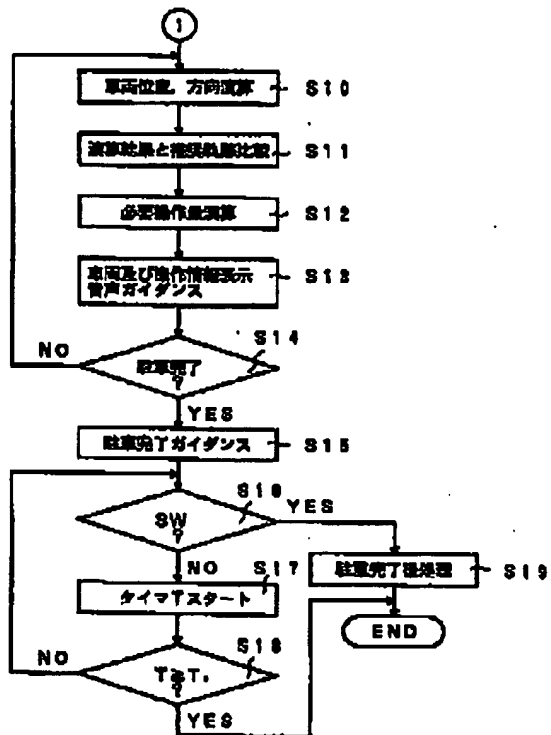 1
車両位置、方向演算
S10
演算結果と推奨軌跡比較
S11
必要操作量演算
S12
車両及び操作情報表示
音声ガイダンス
S13
S14
NO
駐車完了
?
YES
駐車完了ガイダンス
S15
S16
YES
SW
?
NO
S17
駐車完了後処理
S19
タイマTスタート
END
S18
NO
?
YES